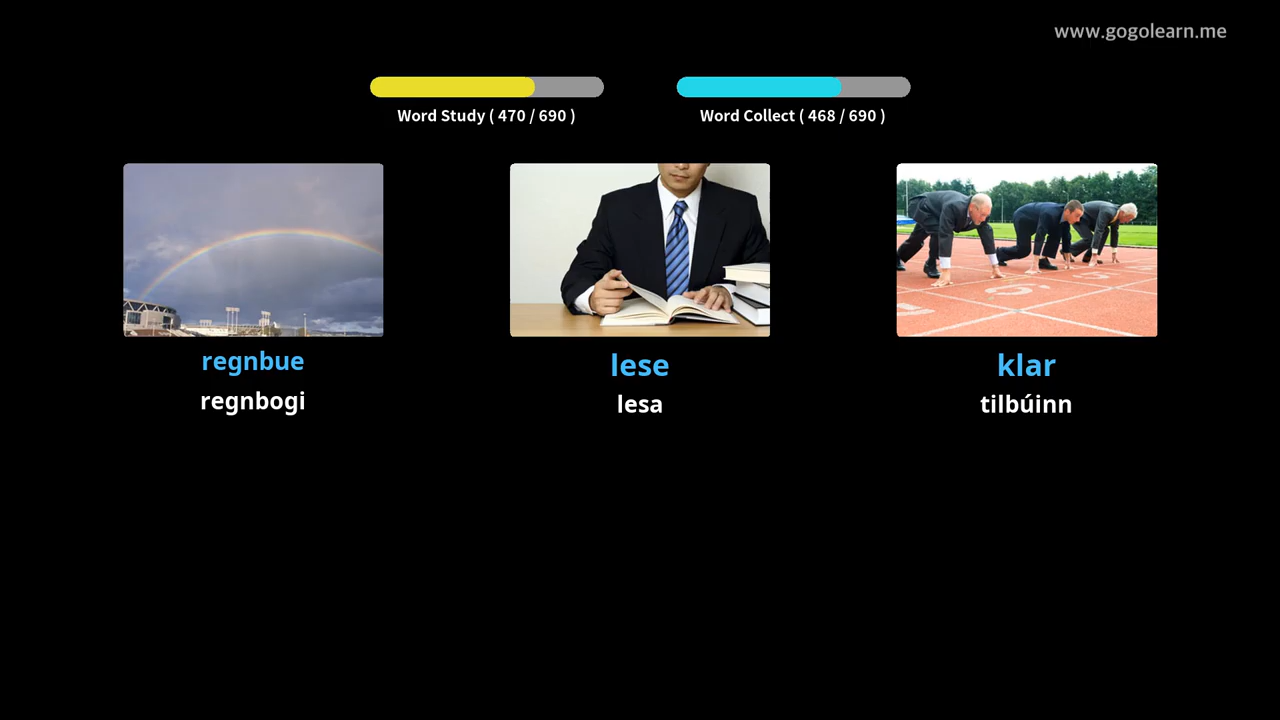 www.gogolearn.me
Word Study ( 470 / 690 )
Word Collect ( 468 / 690 )
regnbue
regnbogi
lese
lesa
klar
tilbúinn